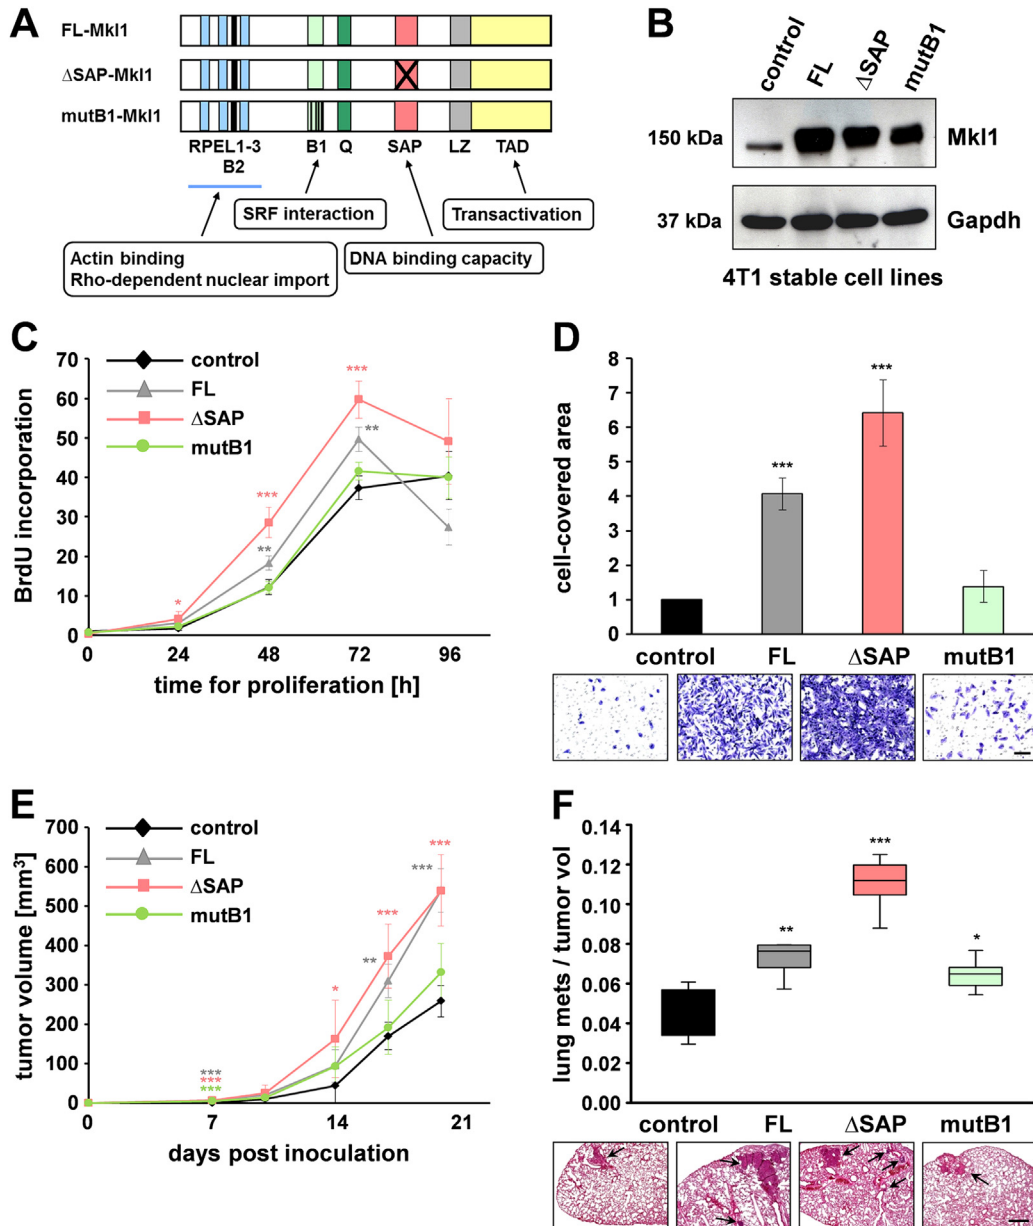 A
FL-Mkl1
ΔSAP-Mkl1
mutB1-Mkl1
RPEL1-3 B1 Q SAP LZ TAD
B2
SRF interaction
Transactivation
Actin binding
Rho-dependent nuclear import
DNA binding capacity
B
control FL ΔSAP mutB1
150 kDa Mkl1
37 kDa Gapdh
4T1 stable cell lines
C
control
FL
ΔSAP
mutB1
BrdU incorporation
70
60
50
40
30
20
10
0
***
**
***
**
*
0 24 48 72 96
time for proliferation [h]
D
cell-covered area
8
7
6
5
4
3
2
1
0
***
***
control FL ΔSAP mutB1
E
control
FL
ΔSAP
mutB1
tumor volume [mm³]
700
600
500
400
300
200
100
0
***
***
***
**
*
***
***
***
0 7 14 21
days post inoculation
F
lung mets / tumor vol
0.14
0.12
0.10
0.08
0.06
0.04
0.02
0.00
***
**
*
control FL ΔSAP mutB1